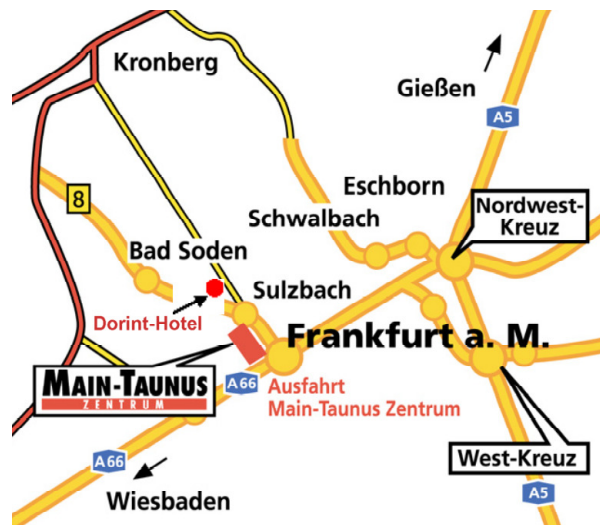 Kronberg
Gießen
A5
Eschborn
8
Schwalbach
Nordwest-
Kreuz
Bad Soden
Sulzbach
Dorint-Hotel
Frankfurt a. M.
MAIN-TAUNUS
ZENTRUM
A66
Ausfahrt
Main-Taunus Zentrum
A66
West-Kreuz
Wiesbaden
A5